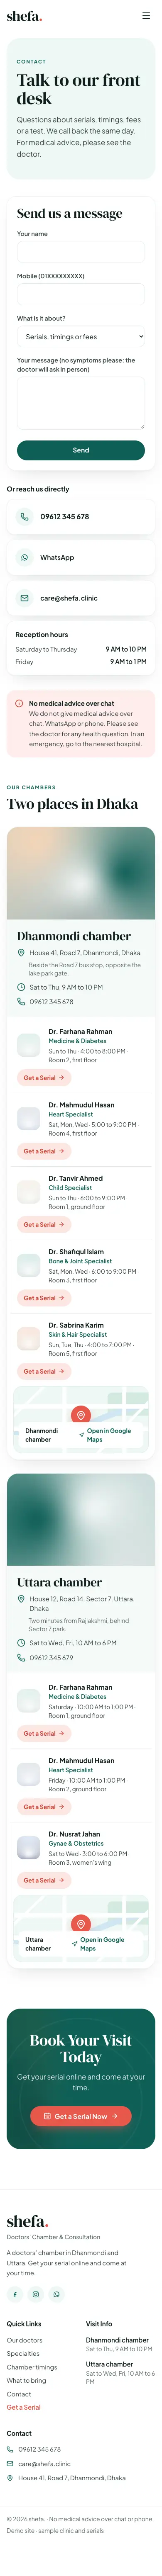 shefa.
CONTACT
Talk to our front
desk
Questions about serials, timings, fees
or a test. We call back the same day.
For medical advice, please see the
doctor.
Send us a message
Your name
Mobile (01XXXXXXXXX)
What is it about?
Serials, timings or fees
Your message (no symptoms please: the
doctor will ask in person)
Send
Or reach us directly
09612 345 678
WhatsApp
care@shefa.clinic
Reception hours
Saturday to Thursday 9 AM to 10 PM
Friday 9 AM to 1 PM
No medical advice over chat
We do not give medical advice over
chat, WhatsApp or phone. Please see
the doctor for any health question. In an
emergency, go to the nearest hospital.
OUR CHAMBERS
Two places in Dhaka
Dhanmondi chamber
House 41, Road 7, Dhanmondi, Dhaka
Beside the Road 7 bus stop, opposite the
lake park gate.
Sat to Thu, 9 AM to 10 PM
09612 345 678
Dr. Farhana Rahman
Medicine & Diabetes
Sun to Thu · 4:00 to 8:00 PM ·
Room 2, first floor
Get a Serial
Dr. Mahmudul Hasan
Heart Specialist
Sat, Mon, Wed · 5:00 to 9:00 PM ·
Room 4, first floor
Get a Serial
Dr. Tanvir Ahmed
Child Specialist
Sun to Thu · 6:00 to 9:00 PM ·
Room 1, ground floor
Get a Serial
Dr. Shafiqul Islam
Bone & Joint Specialist
Sat, Mon, Wed · 6:00 to 9:00 PM ·
Room 3, first floor
Get a Serial
Dr. Sabrina Karim
Skin & Hair Specialist
Sun, Tue, Thu · 4:00 to 7:00 PM ·
Room 5, first floor
Get a Serial
Dhanmondi
chamber
Open in Google
Maps
Uttara chamber
House 12, Road 14, Sector 7, Uttara,
Dhaka
Two minutes from Rajlakshmi, behind
Sector 7 park.
Sat to Wed, Fri, 10 AM to 6 PM
09612 345 679
Dr. Farhana Rahman
Medicine & Diabetes
Saturday · 10:00 AM to 1:00 PM ·
Room 1, ground floor
Get a Serial
Dr. Mahmudul Hasan
Heart Specialist
Friday · 10:00 AM to 1:00 PM ·
Room 2, ground floor
Get a Serial
Dr. Nusrat Jahan
Gynae & Obstetrics
Sat to Wed · 3:00 to 6:00 PM ·
Room 3, women's wing
Get a Serial
Uttara
chamber
Open in Google
Maps
Book Your Visit
Today
Get your serial online and come at your
time.
Get a Serial Now
shefa.
Doctors' Chamber & Consultation
A doctors' chamber in Dhanmondi and
Uttara. Get your serial online and come at
your time.
Quick Links
Our doctors
Specialties
Chamber timings
What to bring
Contact
Get a Serial
Visit Info
Dhanmondi chamber
Sat to Thu, 9 AM to 10 PM
Uttara chamber
Sat to Wed, Fri, 10 AM to 6
PM
Contact
09612 345 678
care@shefa.clinic
House 41, Road 7, Dhanmondi, Dhaka
© 2026 shefa. · No medical advice over chat or phone.
Demo site · sample clinic and serials